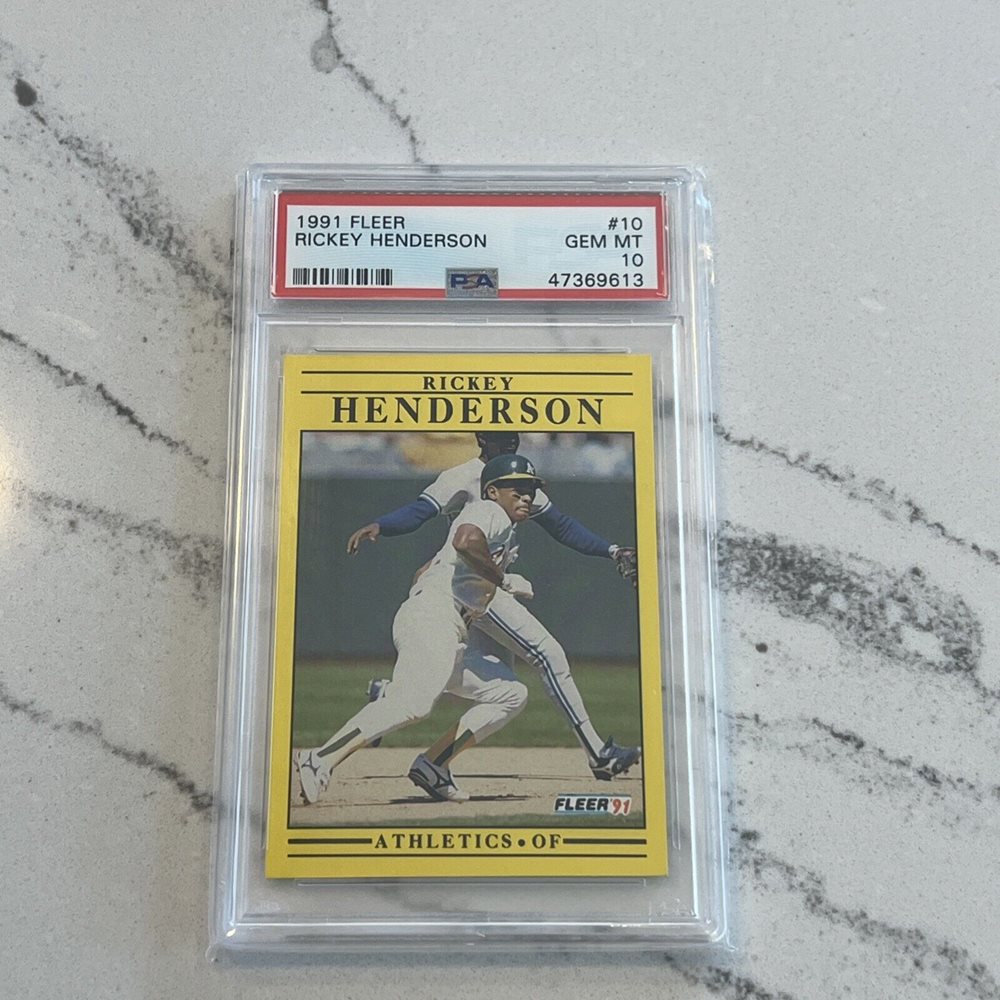 1991 FLEER #10
RICKEY HENDERSON GEM MT
10
PSA 47369613
RICKEY
HENDERSON
A's
FLEER '91
ATHLETICS • OF